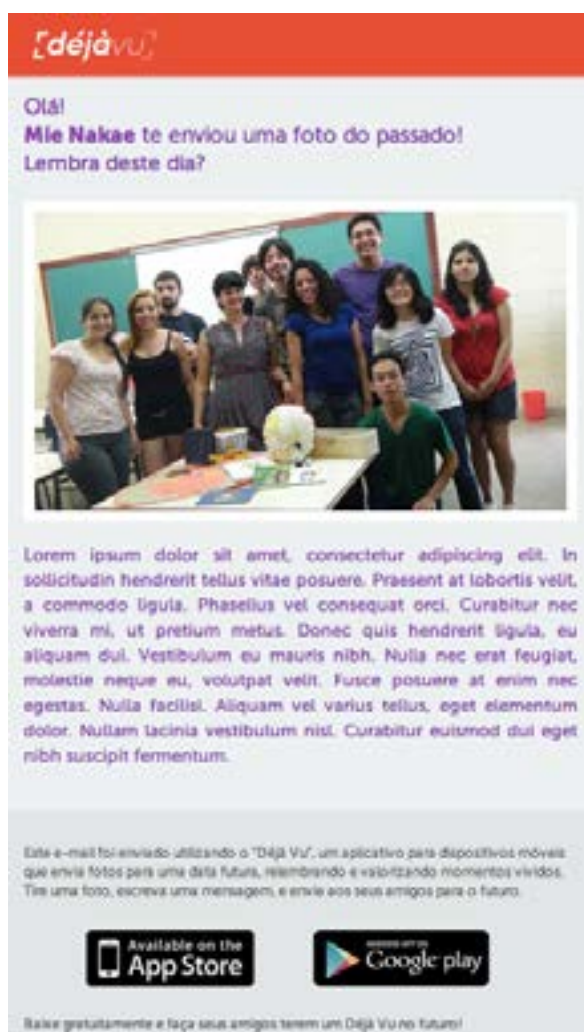 [déjàvu]
Olá!
Mie Nakae te enviou uma foto do passado!
Lembra deste dia?
Lorem ipsum dolor sit amet, consectetur adipiscing elit. In
sollicitudin hendrerit tellus vitae posuere. Praesent at lobortis velit,
a commodo ligula. Phasellus vel consequat orci. Curabitur nec
viverra mi, ut pretium metus. Donec quis hendrerit ligula, eu
aliquam dui. Vestibulum eu mauris nibh. Nulla nec erat feugiat,
molestie neque eu, volutpat velit. Fusce posuere at enim nec
egestas. Nulla facilisi. Aliquam vel varius tellus, eget elementum
dolor. Nullam lacinia vestibulum nisl. Curabitur euismod dui eget
nibh suscipit fermentum.
Este e-mail foi enviado utilizando o "Déjà Vu", um aplicativo para dispositivos móveis
que envia fotos para uma data futura, relembrando e valorizando momentos vividos.
Tire uma foto, escreva uma mensagem, e envie aos seus amigos para o futuro.
Available on the
App Store
Google play
Baixe gratuitamente e faça seus amigos terem um Déjà Vu no futuro!